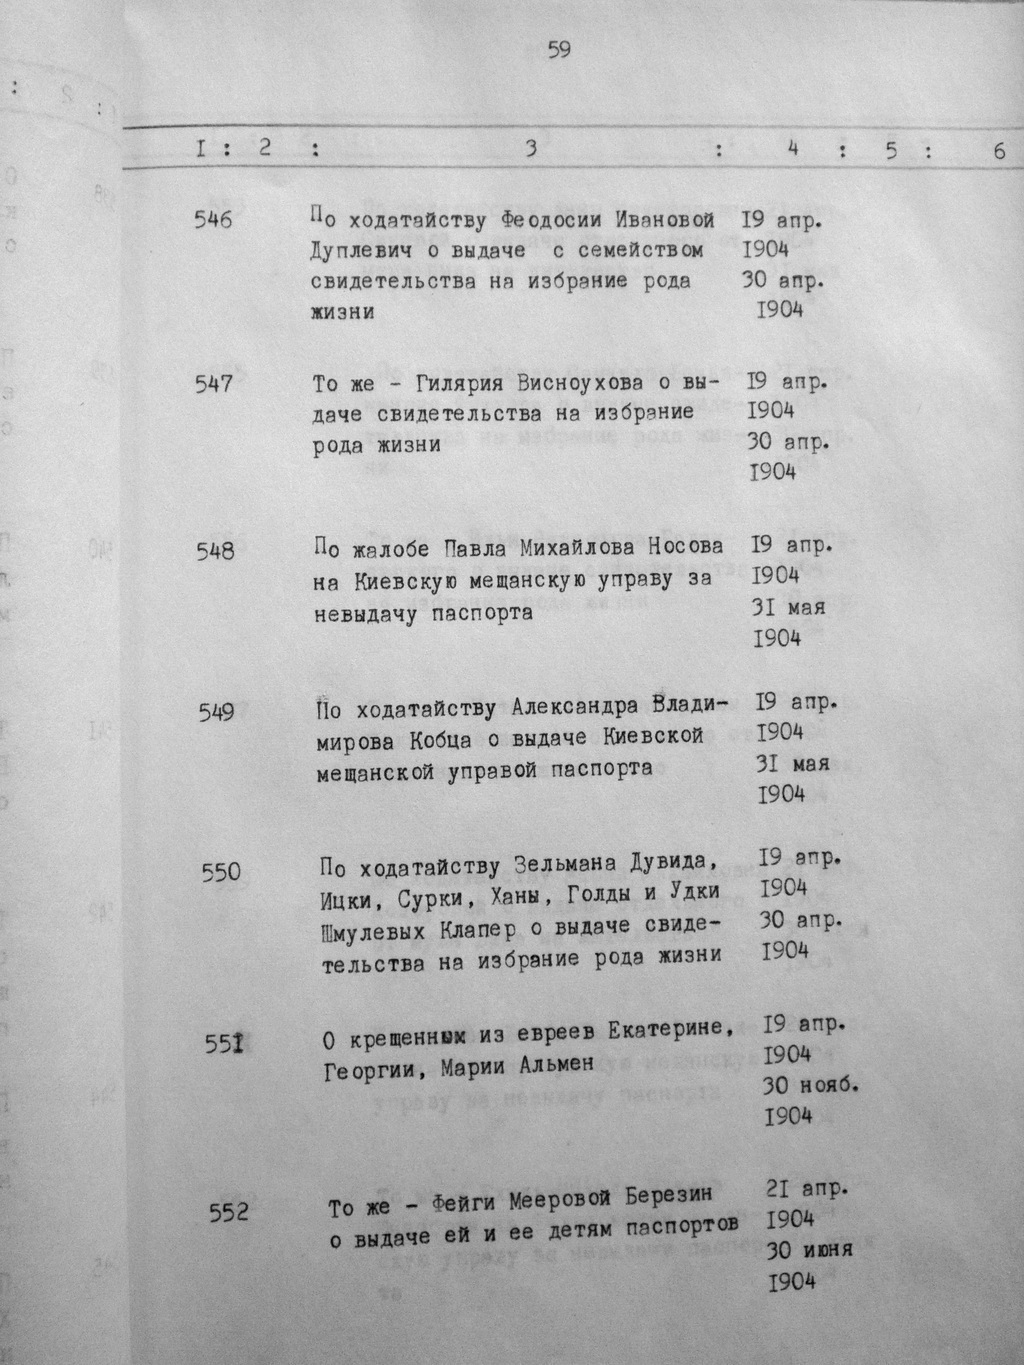 59
I : 2 : 3 : 4 : 5 : 6
546 По ходатайству Феодосии Ивановой 19 апр.
Дуплевич о выдаче с семейством 1904
свидетельства на избрание рода 30 апр.
жизни 1904
547 То же - Гилярия Висноухова о вы- 19 апр.
даче свидетельства на избрание 1904
рода жизни 30 апр.
1904
548 По жалобе Павла Михайлова Носова 19 апр.
на Киевскую мещанскую управу за 1904
невыдачу паспорта 31 мая
1904
549 По ходатайству Александра Влади- 19 апр.
мирова Кобца о выдаче Киевской 1904
мещанской управой паспорта 31 мая
1904
550 По ходатайству Зельмана Дувида, 19 апр.
Ицки, Сурки, Ханы, Голды и Удки 1904
Шмулевых Клапер о выдаче свиде- 30 апр.
тельства на избрание рода жизни 1904
551 О крещенным из евреев Екатерине, 19 апр.
Георгии, Марии Альмен 1904
30 нояб.
1904
552 То же - Фейги Мееровой Березин 21 апр.
о выдаче ей и ее детям паспортов 1904
30 июня
1904